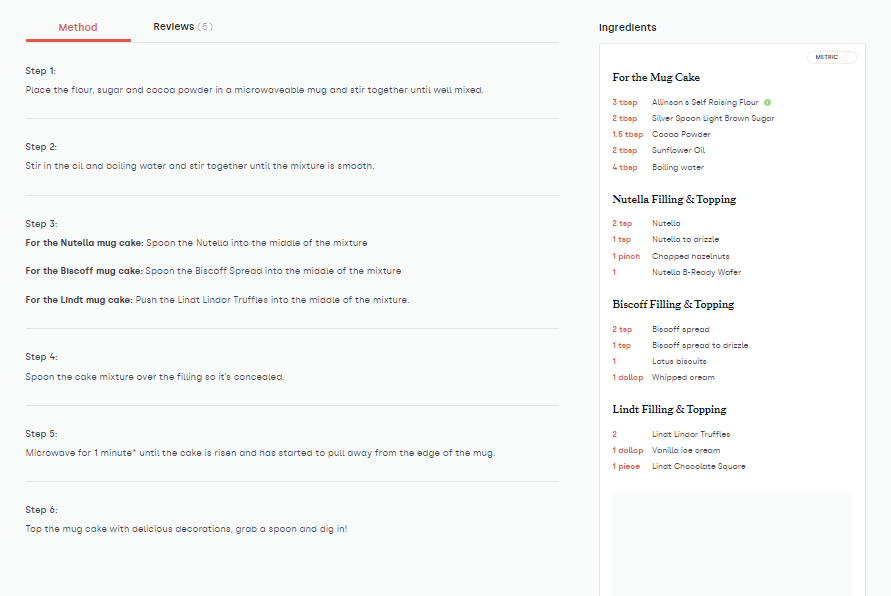 Method
Reviews (5)
Step 1:
Place the flour, sugar and cocoa powder in a microwaveable mug and stir together until well mixed.
Step 2:
Stir in the oil and boiling water and stir together until the mixture is smooth.
Step 3:
For the Nutella mug cake: Spoon the Nutella into the middle of the mixture
For the Biscoff mug cake: Spoon the Biscoff Spread into the middle of the mixture
For the Lindt mug cake: Push the Lindt Lindor Truffles into the middle of the mixture.
Step 4:
Spoon the cake mixture over the filling so it's concealed.
Step 5:
Microwave for 1 minute* until the cake is risen and has started to pull away from the edge of the mug.
Step 6:
Top the mug cake with delicious decorations, grab a spoon and dig in!
Ingredients
METRIC
For the Mug Cake
3 tbsp Allinson's Self Raising Flour
2 tbsp Silver Spoon Light Brown Sugar
1.5 tbsp Cocoa Powder
2 tbsp Sunflower Oil
4 tbsp Boiling water
Nutella Filling & Topping
2 tsp Nutella
1 tsp Nutella to drizzle
1 pinch Chopped hazelnuts
1 Nutella B-Ready Wafer
Biscoff Filling & Topping
2 tsp Biscoff spread
1 tsp Biscoff spread to drizzle
1 Lotus biscuits
1 dollop Whipped cream
Lindt Filling & Topping
2 Lindt Lindor Truffles
1 dollop Vanilla ice cream
1 piece Lindt Chocolate Square